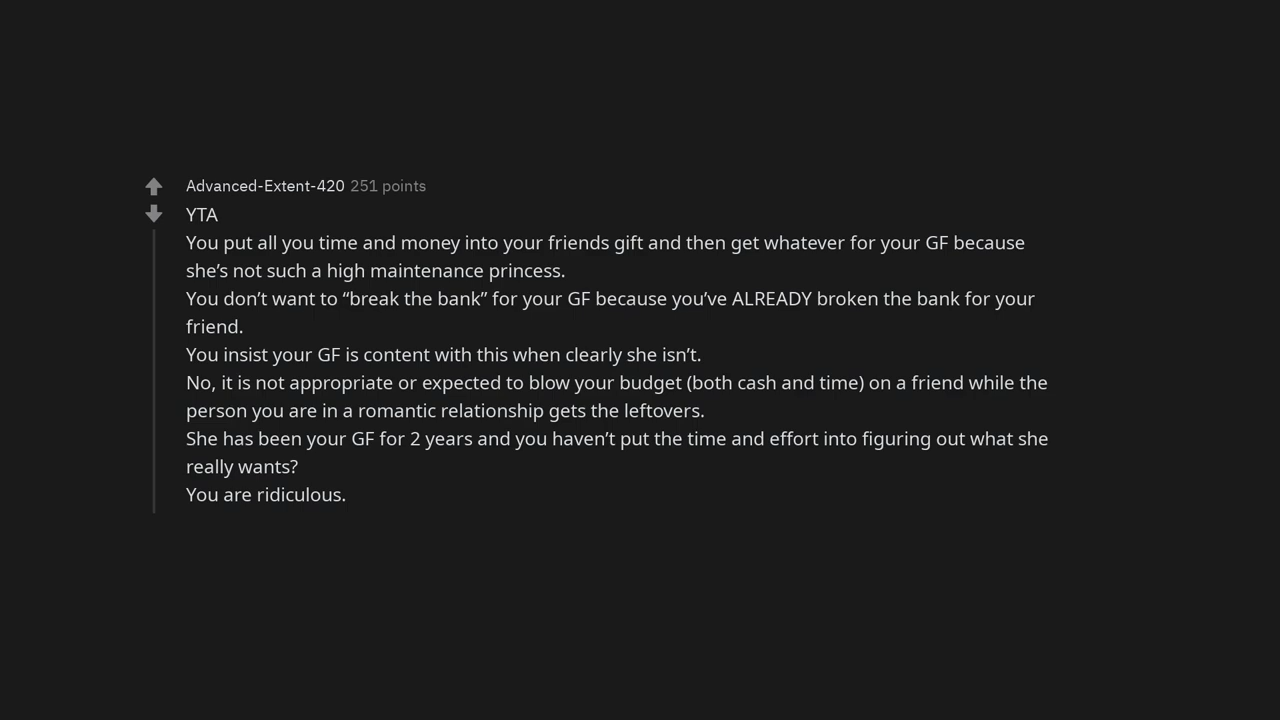 Advanced-Extent-420 251 points
YTA
You put all you time and money into your friends gift and then get whatever for your GF because
she’s not such a high maintenance princess.
You don’t want to “break the bank” for your GF because you’ve ALREADY broken the bank for your
friend.
You insist your GF is content with this when clearly she isn’t.
No, it is not appropriate or expected to blow your budget (both cash and time) on a friend while the
person you are in a romantic relationship gets the leftovers.
She has been your GF for 2 years and you haven’t put the time and effort into figuring out what she
really wants?
You are ridiculous.